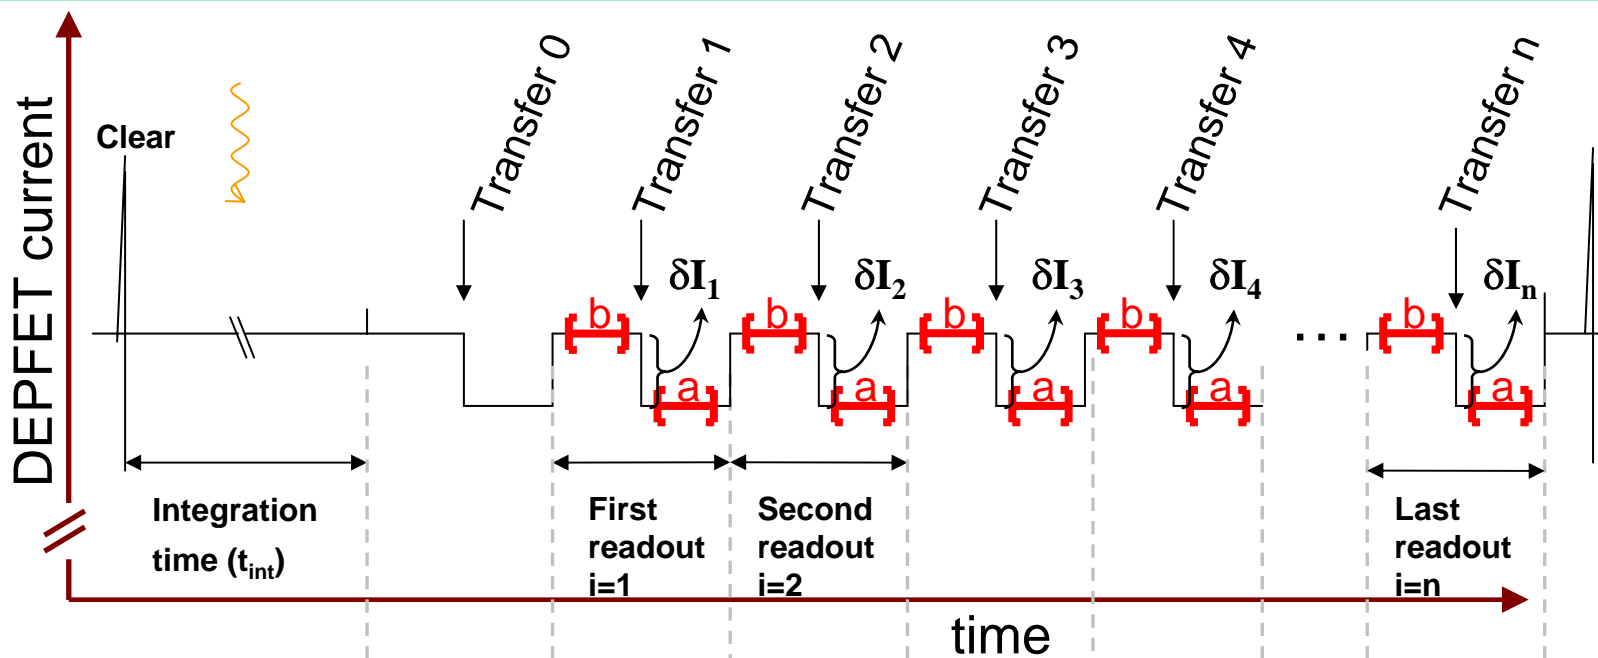 DEPFET current
Clear
Transfer 0
Transfer 1
Transfer 2
Transfer 3
Transfer 4
Transfer n
δI1
δI2
δI3
δI4
δIn
b
b
b
b
...
b
a
a
a
a
a
Integration
time (tint)
First
readout
i=1
Second
readout
i=2
Last
readout
i=n
time